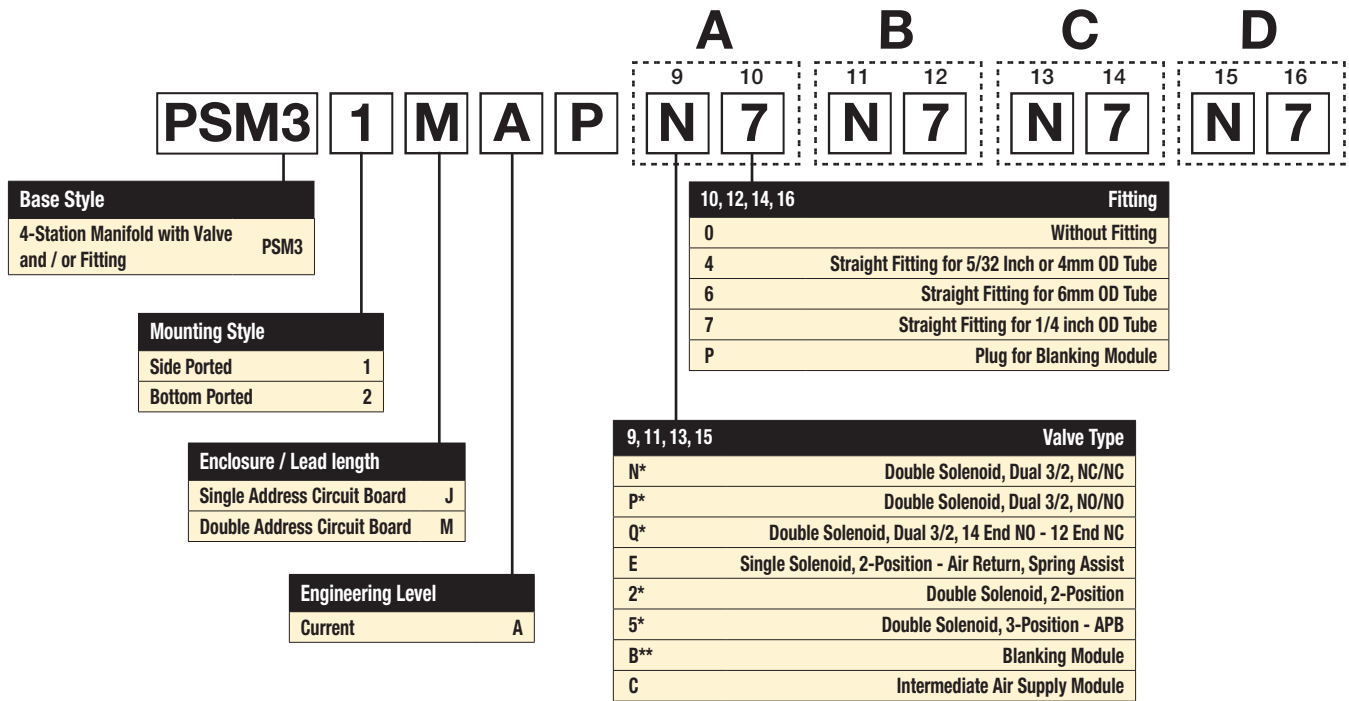 A B C D
9 10 11 12 13 14 15 16
PSM3 1 M A P N 7 N 7 N 7 N 7
Base Style
4-Station Manifold with Valve
and / or Fitting PSM3
Mounting Style
Side Ported 1
Bottom Ported 2
Enclosure / Lead length
Single Address Circuit Board J
Double Address Circuit Board M
Engineering Level
Current A
10, 12, 14, 16 Fitting
0 Without Fitting
4 Straight Fitting for 5/32 Inch or 4mm OD Tube
6 Straight Fitting for 6mm OD Tube
7 Straight Fitting for 1/4 inch OD Tube
P Plug for Blanking Module
9, 11, 13, 15 Valve Type
N* Double Solenoid, Dual 3/2, NC/NC
P* Double Solenoid, Dual 3/2, NO/NO
Q* Double Solenoid, Dual 3/2, 14 End NO - 12 End NC
E Single Solenoid, 2-Position - Air Return, Spring Assist
2* Double Solenoid, 2-Position
5* Double Solenoid, 3-Position - APB
B** Blanking Module
C Intermediate Air Supply Module